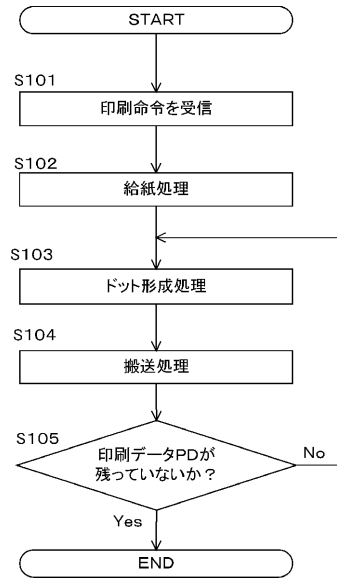 START
S101
印刷命令を受信
S102
給紙処理
S103
ドット形成処理
S104
搬送処理
S105
印刷データPDが
残っていないか？
No
Yes
END